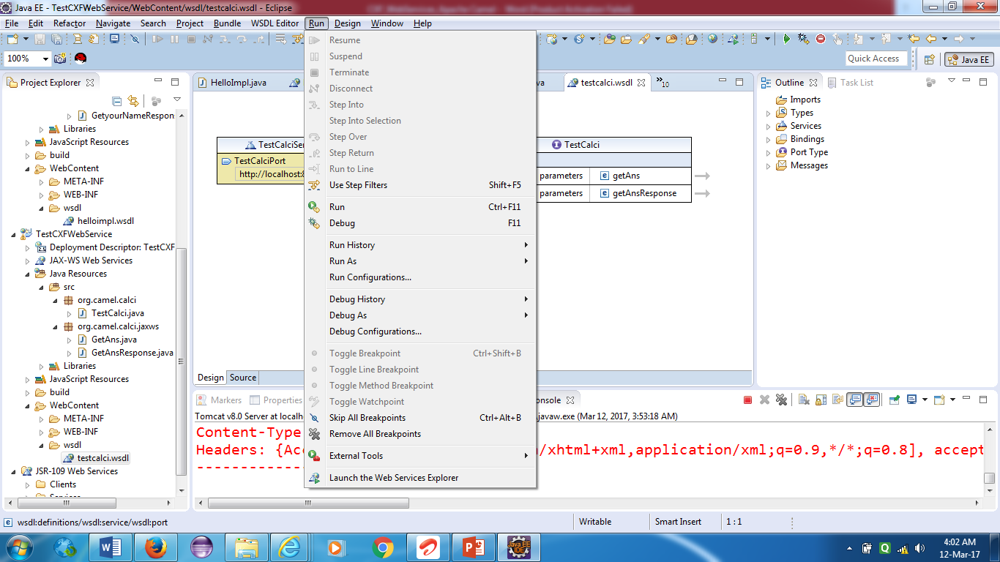 Java EE - TestCXFWebService/WebContent/wsdl/testcalci.wsdl - Eclipse
File Edit Refactor Navigate Search Project Bundle WSDL Editor Run Design Window Help
100%
Quick Access
Java EE
Project Explorer
GetyourNameRespon
Libraries
JavaScript Resources
build
WebContent
META-INF
WEB-INF
wsdl
helloimpl.wsdl
TestCXFWebService
Deployment Descriptor: TestCXF
JAX-WS Web Services
Java Resources
src
org.camel.calci
TestCalci.java
org.camel.calci.jaxws
GetAns.java
GetAnsResponse.java
Libraries
JavaScript Resources
build
WebContent
META-INF
WEB-INF
wsdl
testcalci.wsdl
JSR-109 Web Services
Clients
HelloImpl.java
va
testcalci.wsdl
»10
TestCalciSer
TestCalciPort
http://localhost:8
TestCalci
parameters getAns
parameters getAnsResponse
Design Source
Resume
Suspend
Terminate
Disconnect
Step Into
Step Into Selection
Step Over
Step Return
Run to Line
Use Step Filters Shift+F5
Run Ctrl+F11
Debug F11
Run History
Run As
Run Configurations...
Debug History
Debug As
Debug Configurations...
Toggle Breakpoint Ctrl+Shift+B
Toggle Line Breakpoint
Toggle Method Breakpoint
Toggle Watchpoint
Skip All Breakpoints Ctrl+Alt+B
Remove All Breakpoints
External Tools
Launch the Web Services Explorer
Outline
Task List
Imports
Types
Services
Bindings
Port Type
Messages
Markers Properties
onsole
Tomcat v8.0 Server at localh
javaw.exe (Mar 12, 2017, 3:53:18 AM)
Content-Type
Headers: {Acc
/xhtml+xml,application/xml;q=0.9,*/*;q=0.8], accept
--------------
wsdl:definitions/wsdl:service/wsdl:port
Writable
Smart Insert
1 : 1
4:02 AM
12-Mar-17